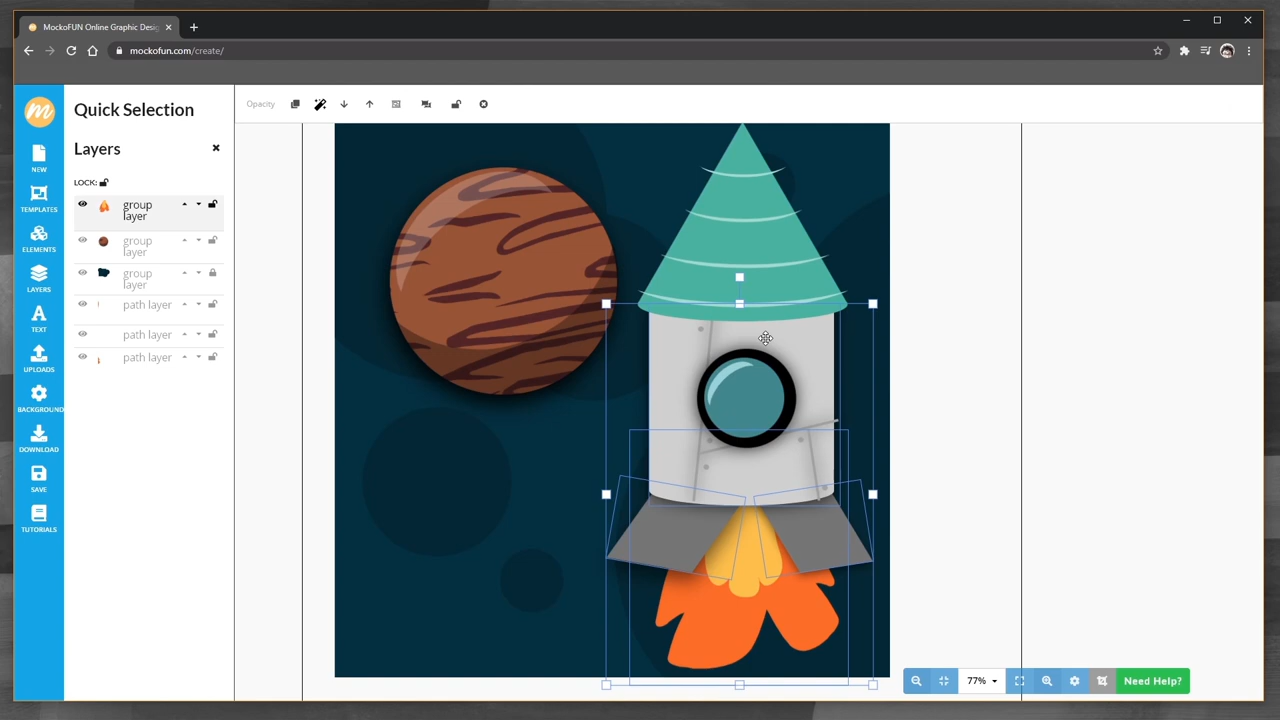 MockoFUN Online Graphic Desig
mockofun.com/create/
Quick Selection
Opacity
Layers
LOCK:
group
layer
group
layer
group
layer
path layer
path layer
path layer
NEW
TEMPLATES
ELEMENTS
LAYERS
TEXT
UPLOADS
BACKGROUND
DOWNLOAD
SAVE
TUTORIALS
77%
Need Help?